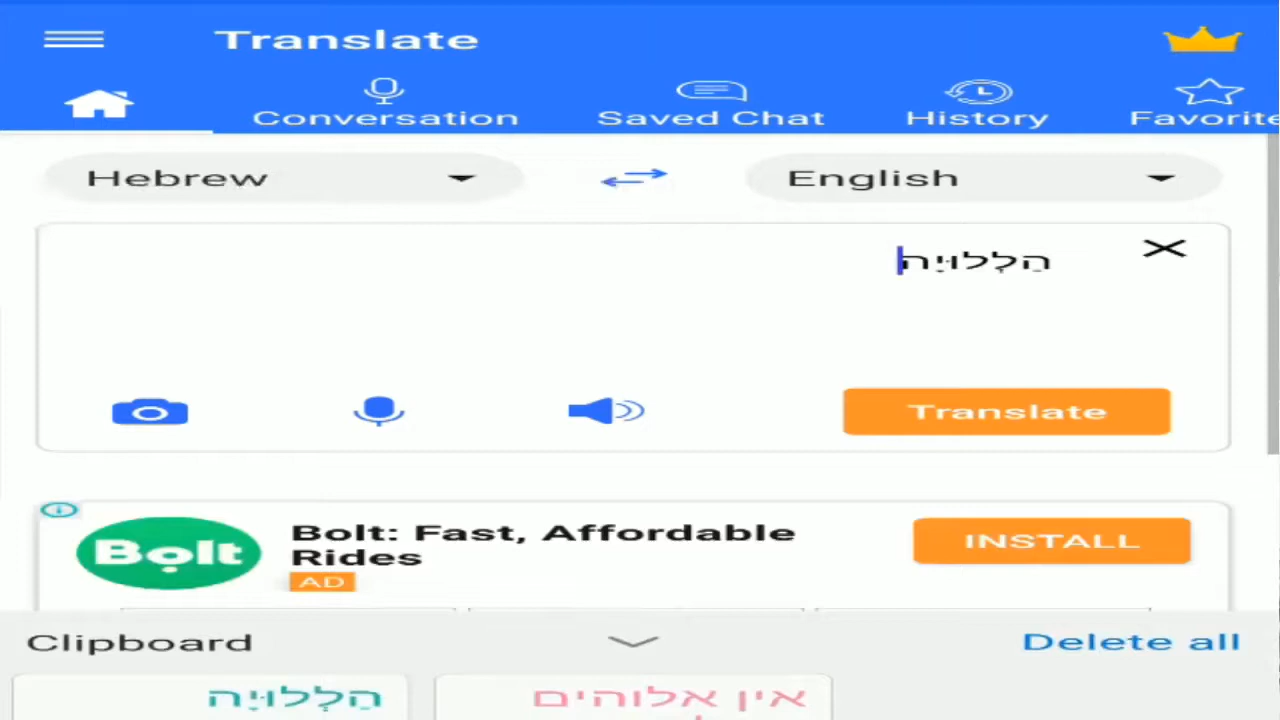 Translate
Conversation
Saved Chat
History
Favorite
Hebrew
English
הַלְלוּיָּה
Translate
Bolt
Bolt: Fast, Affordable
Rides
INSTALL
AD
Clipboard
Delete all
הַלְלוּיָּה
אין אלוהים